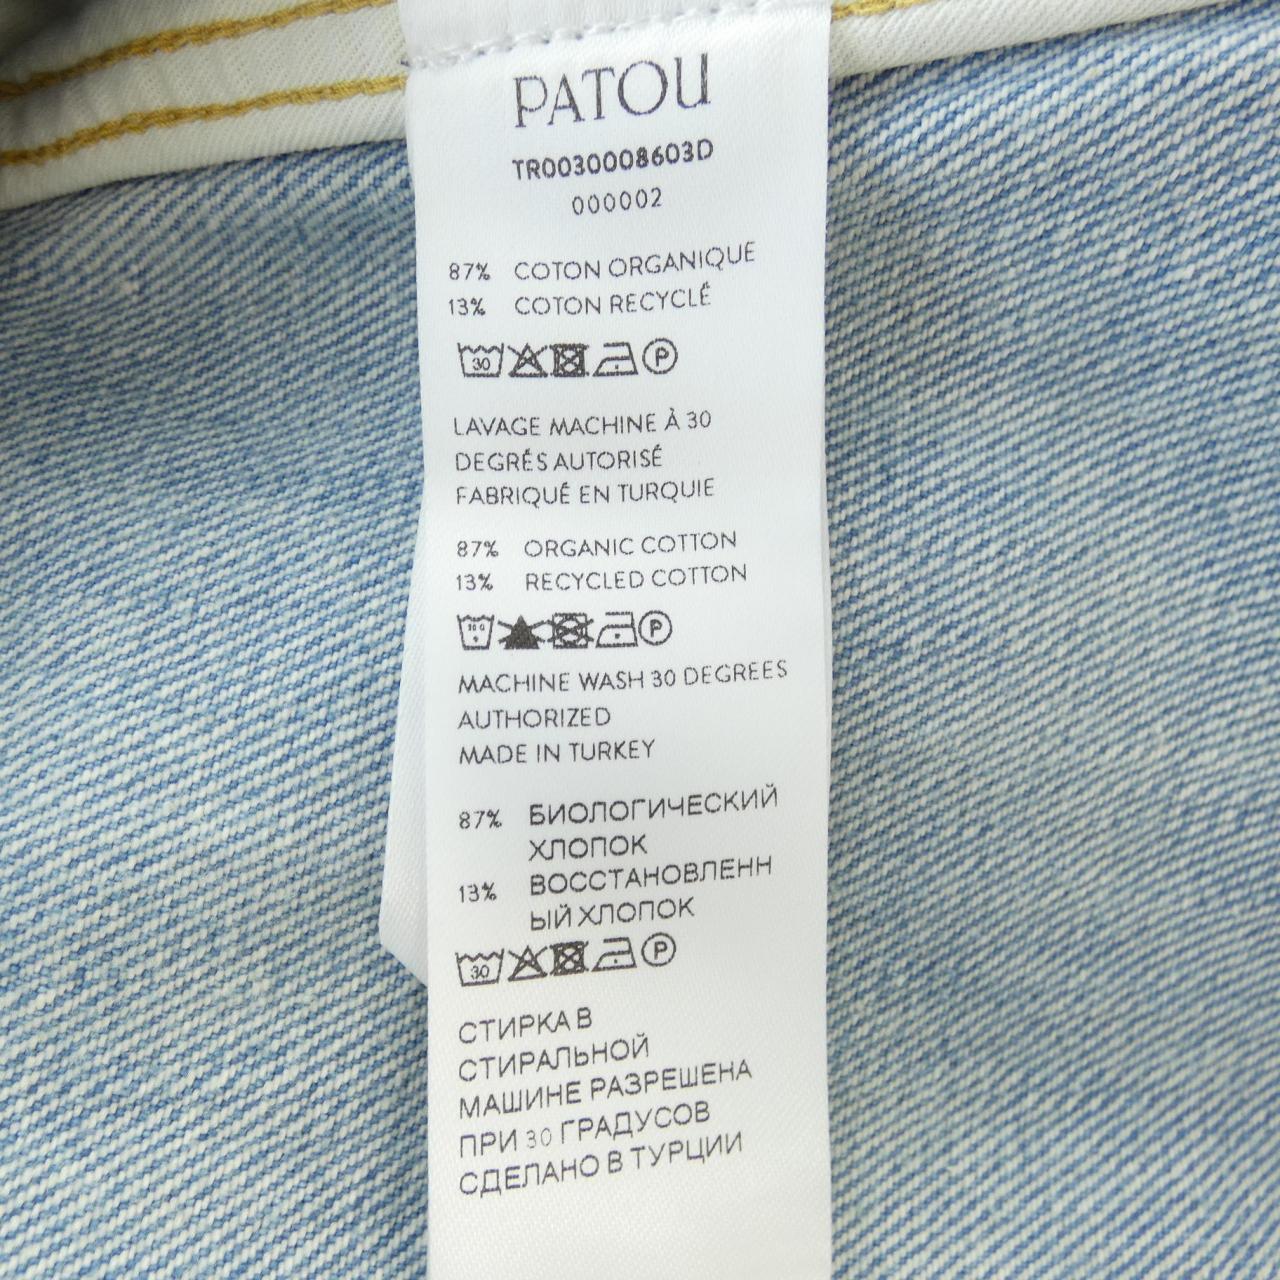 PATOU
TR0030008603D
000002
87% COTON ORGANIQUE
13% COTON RECYCLÉ
30 P
LAVAGE MACHINE À 30
DEGRÉS AUTORISÉ
FABRIQUÉ EN TURQUIE
87% ORGANIC COTTON
13% RECYCLED COTTON
P
MACHINE WASH 30 DEGREES
AUTHORIZED
MADE IN TURKEY
87% БИОЛОГИЧЕСКИЙ
ХЛОПОК
13% ВОССТАНОВЛЕНН
ЫЙ ХЛОПОК
30 P
СТИРКА В
СТИРАЛЬНОЙ
МАШИНЕ РАЗРЕШЕНА
ПРИ 30 ГРАДУСОВ
СДЕЛАНО В ТУРЦИИ